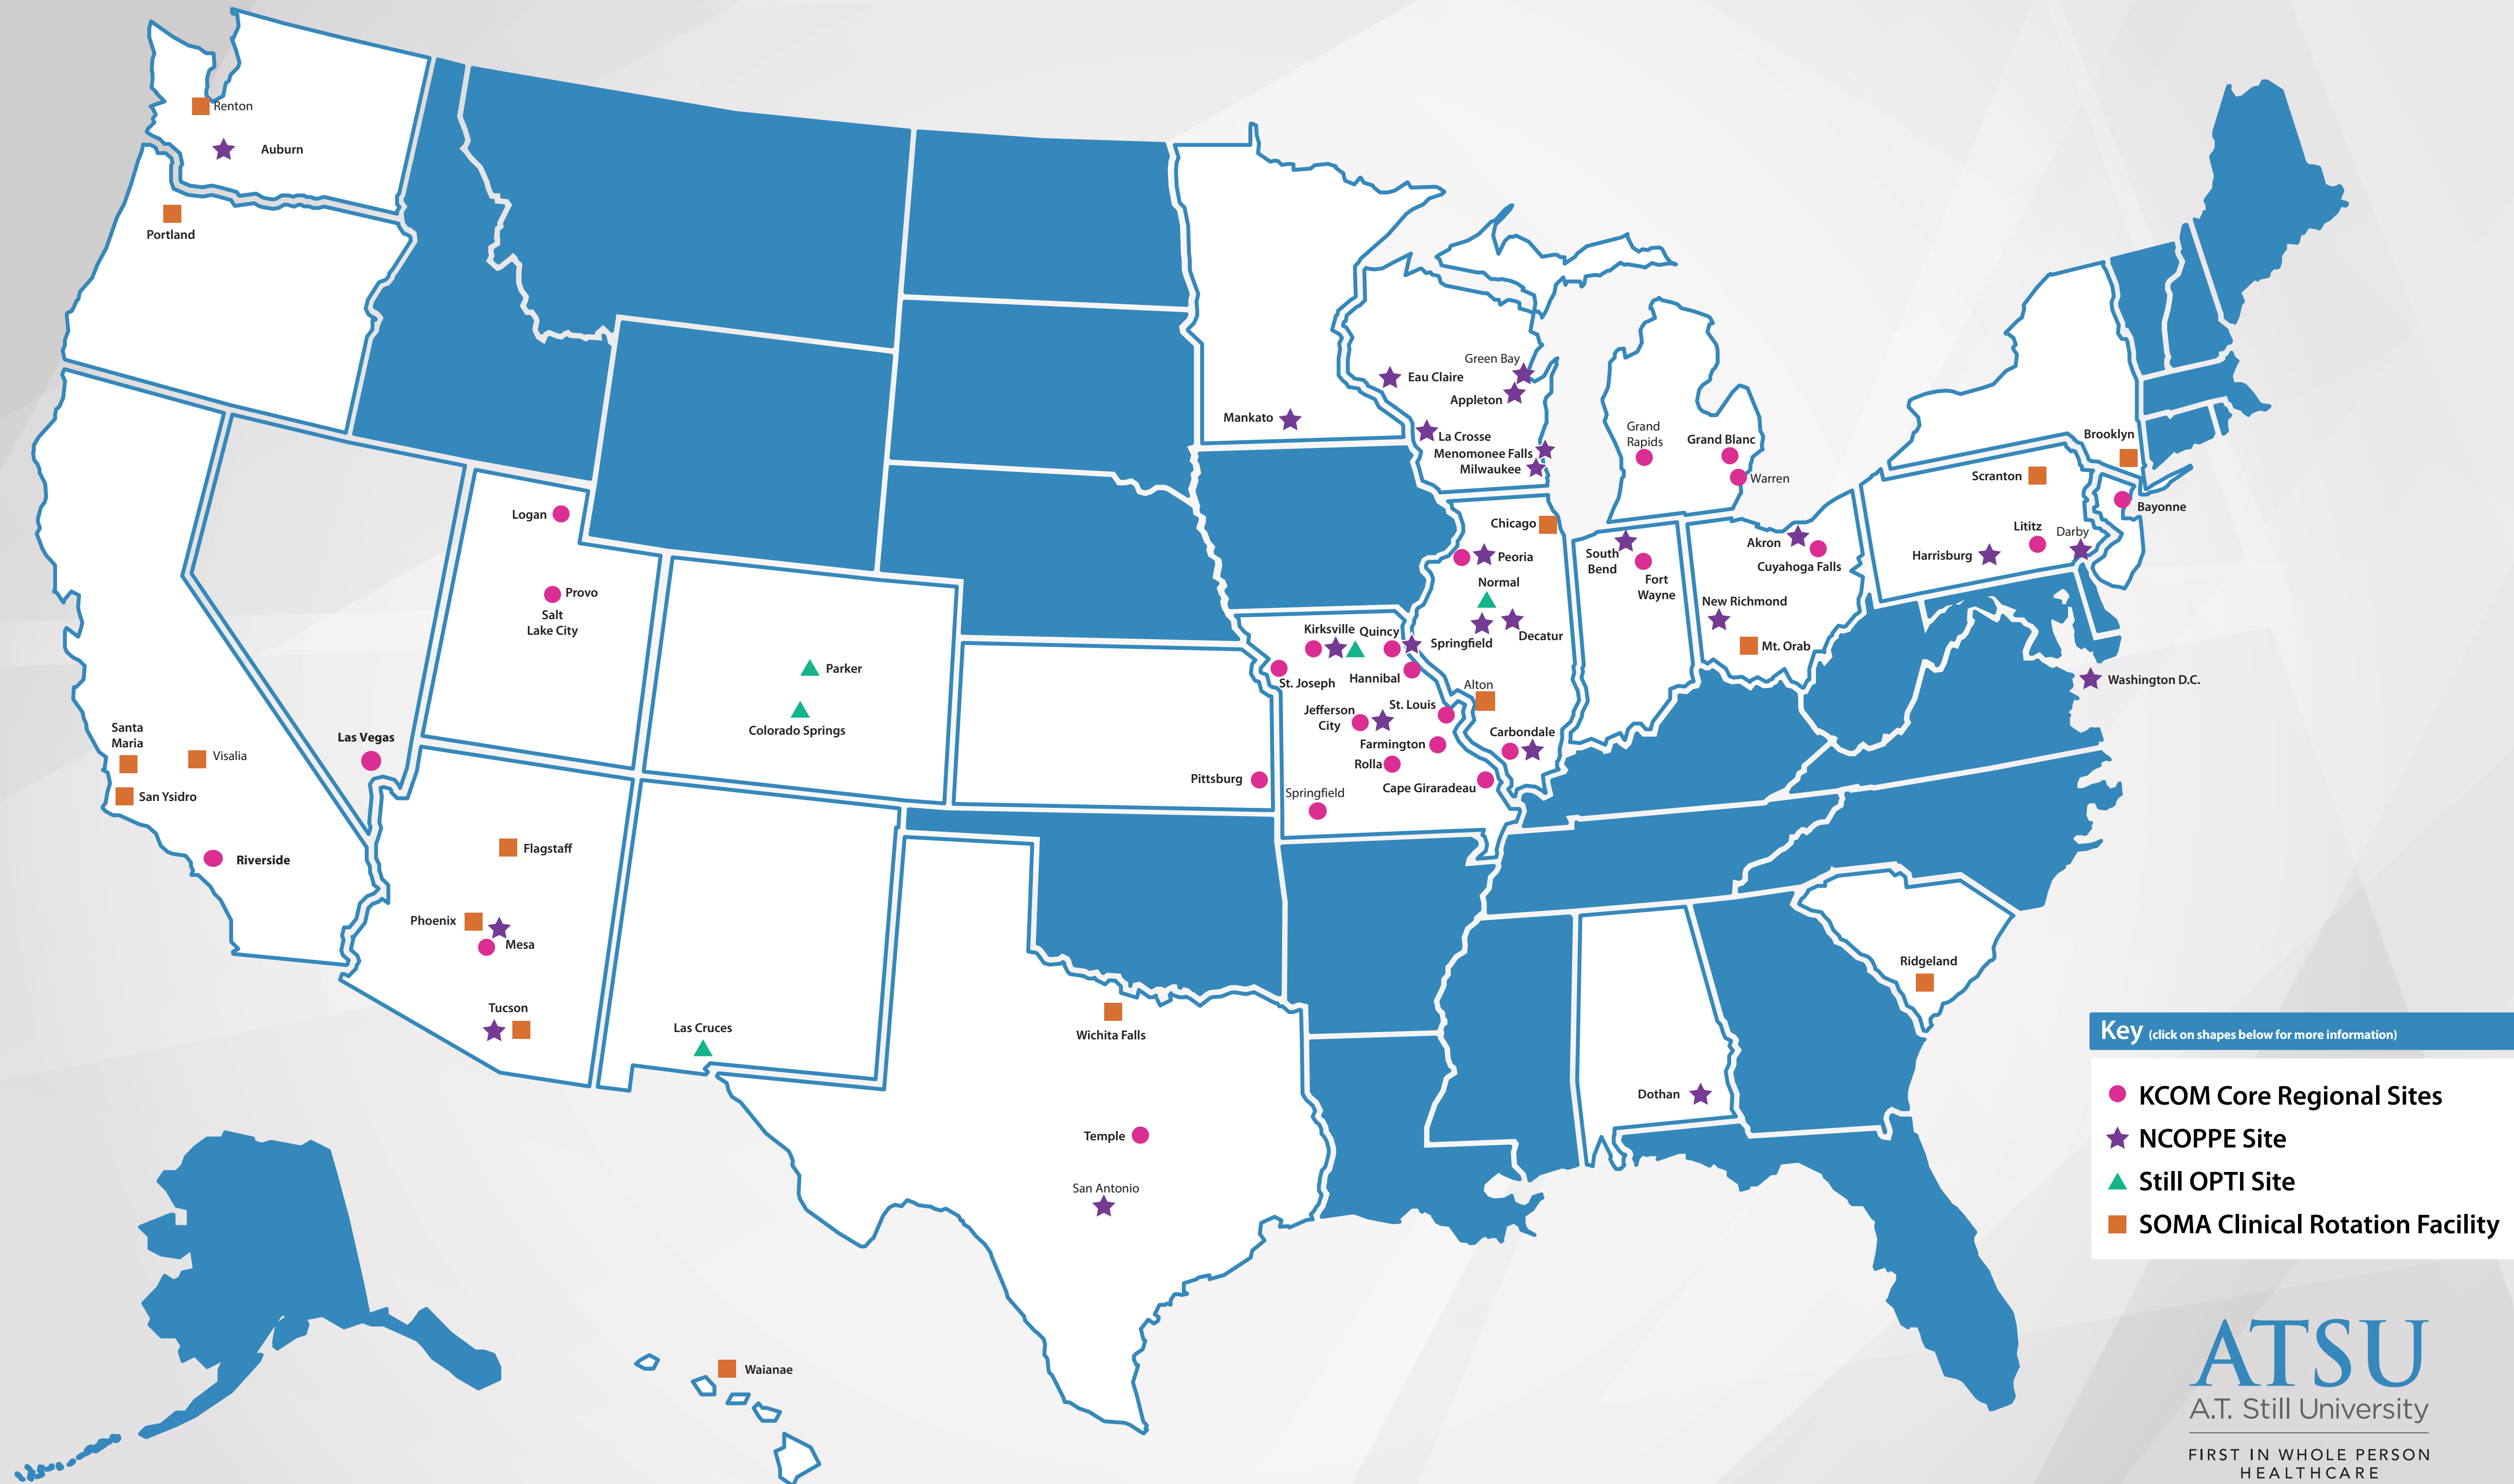 Renton
Auburn
Portland
Green Bay
Eau Claire
Appleton
Mankato
La Crosse
Menomonee Falls
Milwaukee
Grand
Rapids
Grand Blanc
Warren
Brooklyn
Scranton
Bayonne
Lititz
Darby
Harrisburg
Logan
Provo
Salt
Lake City
Chicago
Peoria
Normal
South
Bend
Fort
Wayne
Akron
Cuyahoga Falls
New Richmond
Mt. Orab
Kirksville
Quincy
Springfield
Decatur
St. Joseph
Hannibal
Alton
Jefferson
City
St. Louis
Farmington
Carbondale
Rolla
Cape Giraradeau
Pittsburg
Springfield
Washington D.C.
Parker
Colorado Springs
Santa
Maria
Visalia
San Ysidro
Las Vegas
Riverside
Flagstaff
Phoenix
Mesa
Tucson
Las Cruces
Wichita Falls
Temple
San Antonio
Dothan
Ridgeland
Waianae
Key (click on shapes below for more information)
KCOM Core Regional Sites
NCOPPE Site
Still OPTI Site
SOMA Clinical Rotation Facility
ATSU
A.T. Still University
FIRST IN WHOLE PERSON
HEALTHCARE